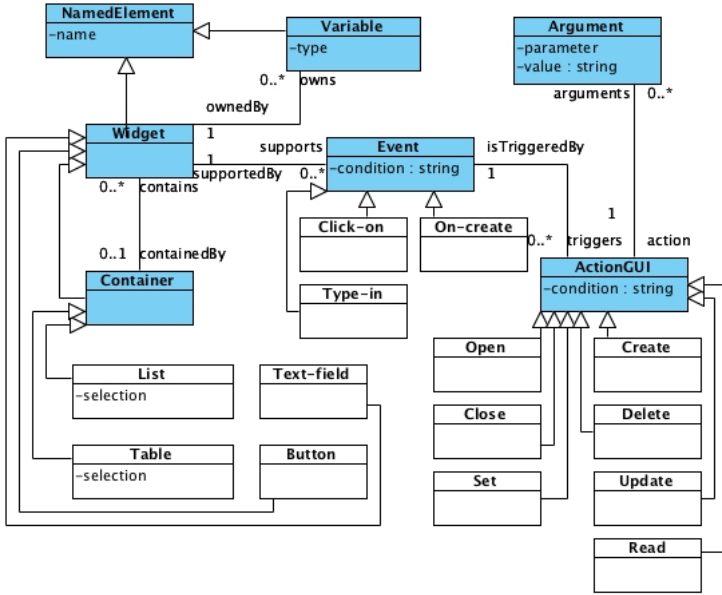 NamedElement
-name
Variable
-type
Argument
-parameter
-value : string
0..* owns
arguments 0..*
ownedBy
Widget
1
1
supports
Event
-condition : string
isTriggeredBy
supportedBy
0..*
1
0..* contains
Click-on
On-create
1
0..1 containedBy
0..* triggers action
Container
ActionGUI
-condition : string
Type-in
Open
Create
List
-selection
Text-field
Close
Delete
Table
-selection
Button
Set
Update
Read